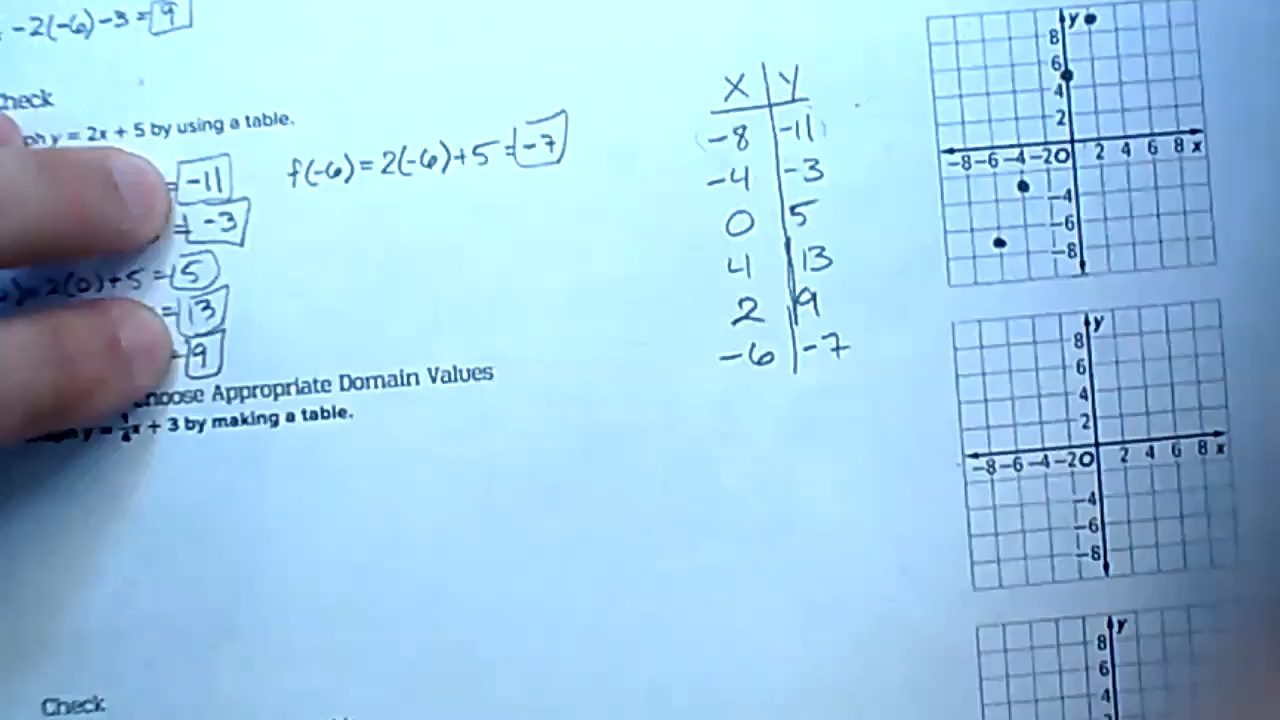 -2(-6)-3=9
Check
y = 2x + 5 by using a table.
=-11
f(-6)=2(-6)+5=-7
=-3
2(0)+5=5
=13
9
X Y
-8 -11
-4 -3
0 5
4 13
2 9
-6 -7
Choose Appropriate Domain Values
y = 1/4x + 3 by making a table.
Check
y
8
6
4
2
-8 -6 -4 -2 O 2 4 6 8 x
-4
-6
-8
y
8
6
4
2
-8 -6 -4 -2 O 2 4 6 8 x
-4
-6
-8
y
8
6
4